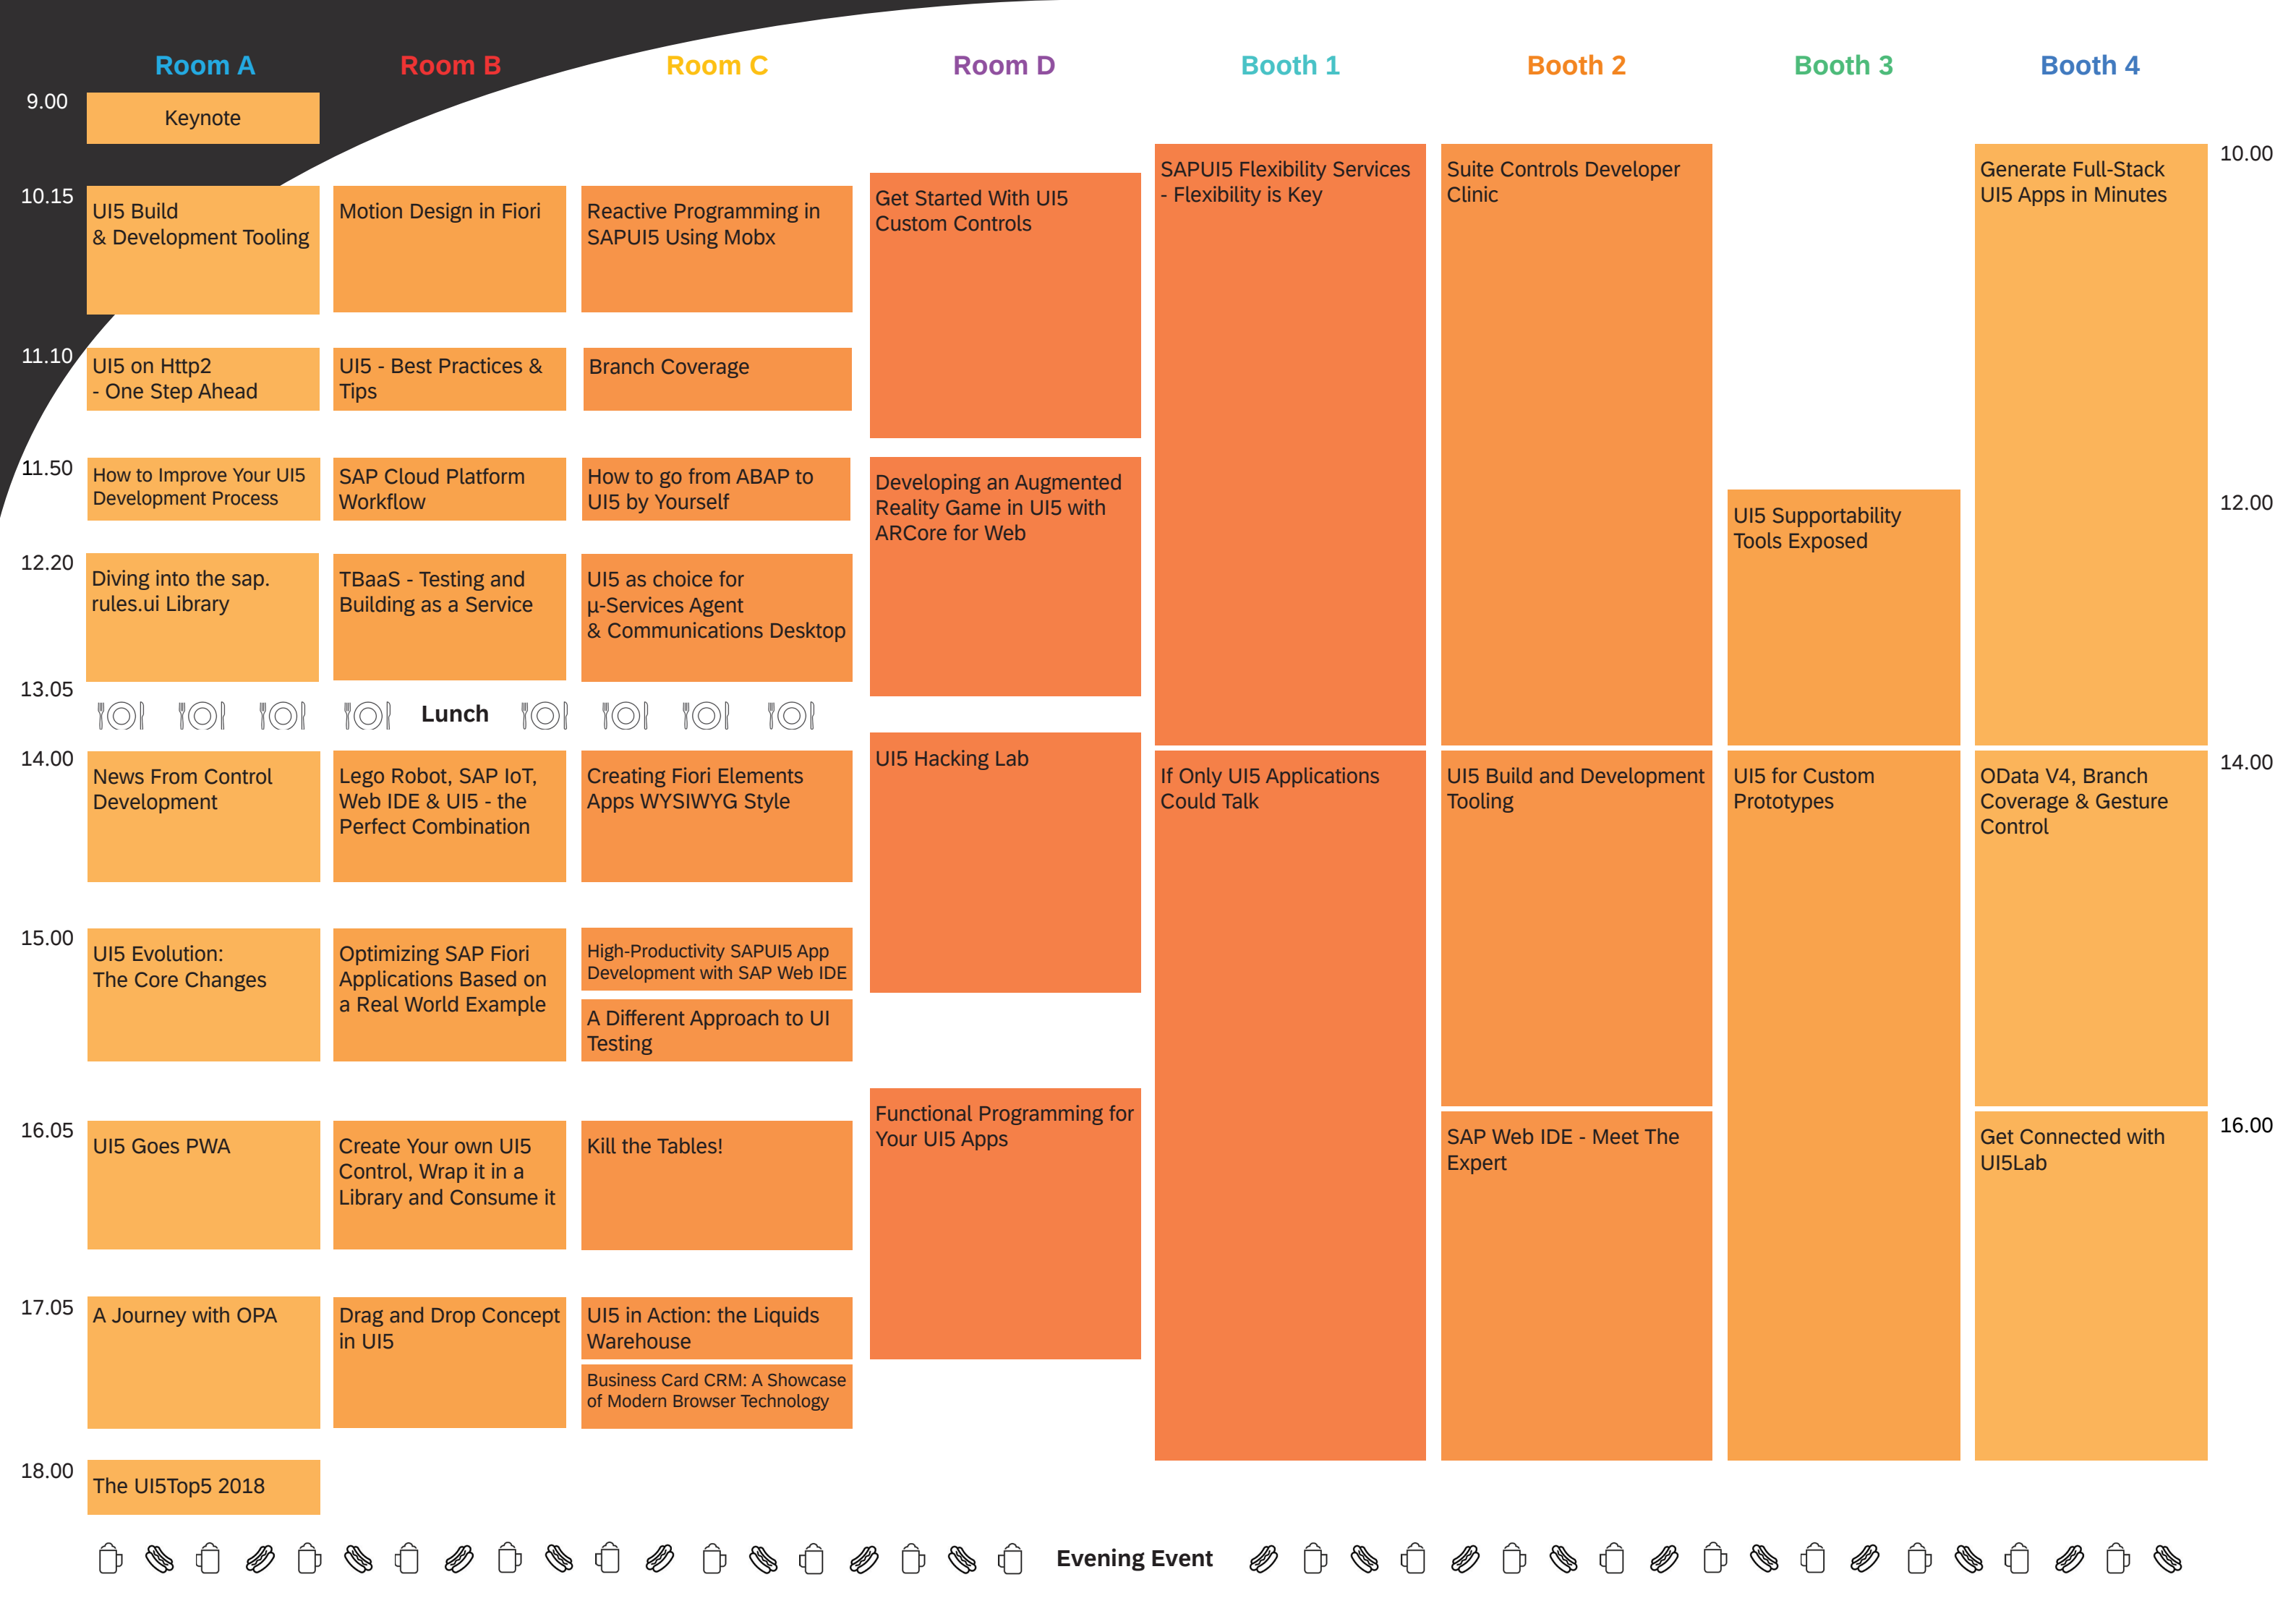 Room A
Room B
Room C
Room D
Booth 1
Booth 2
Booth 3
Booth 4
9.00
Keynote
10.00
SAPUI5 Flexibility Services
- Flexibility is Key
Suite Controls Developer
Clinic
Generate Full-Stack
UI5 Apps in Minutes
10.15
UI5 Build
& Development Tooling
Motion Design in Fiori
Reactive Programming in
SAPUI5 Using Mobx
Get Started With UI5
Custom Controls
11.10
UI5 on Http2
- One Step Ahead
UI5 - Best Practices &
Tips
Branch Coverage
11.50
How to Improve Your UI5
Development Process
SAP Cloud Platform
Workflow
How to go from ABAP to
UI5 by Yourself
Developing an Augmented
Reality Game in UI5 with
ARCore for Web
12.00
UI5 Supportability
Tools Exposed
12.20
Diving into the sap.
rules.ui Library
TBaaS - Testing and
Building as a Service
UI5 as choice for
µ-Services Agent
& Communications Desktop
13.05
Lunch
14.00
News From Control
Development
Lego Robot, SAP IoT,
Web IDE & UI5 - the
Perfect Combination
Creating Fiori Elements
Apps WYSIWYG Style
UI5 Hacking Lab
If Only UI5 Applications
Could Talk
UI5 Build and Development
Tooling
UI5 for Custom
Prototypes
OData V4, Branch
Coverage & Gesture
Control
14.00
15.00
UI5 Evolution:
The Core Changes
Optimizing SAP Fiori
Applications Based on
a Real World Example
High-Productivity SAPUI5 App
Development with SAP Web IDE
A Different Approach to UI
Testing
16.05
UI5 Goes PWA
Create Your own UI5
Control, Wrap it in a
Library and Consume it
Kill the Tables!
Functional Programming for
Your UI5 Apps
SAP Web IDE - Meet The
Expert
Get Connected with
UI5Lab
16.00
17.05
A Journey with OPA
Drag and Drop Concept
in UI5
UI5 in Action: the Liquids
Warehouse
Business Card CRM: A Showcase
of Modern Browser Technology
18.00
The UI5Top5 2018
Evening Event